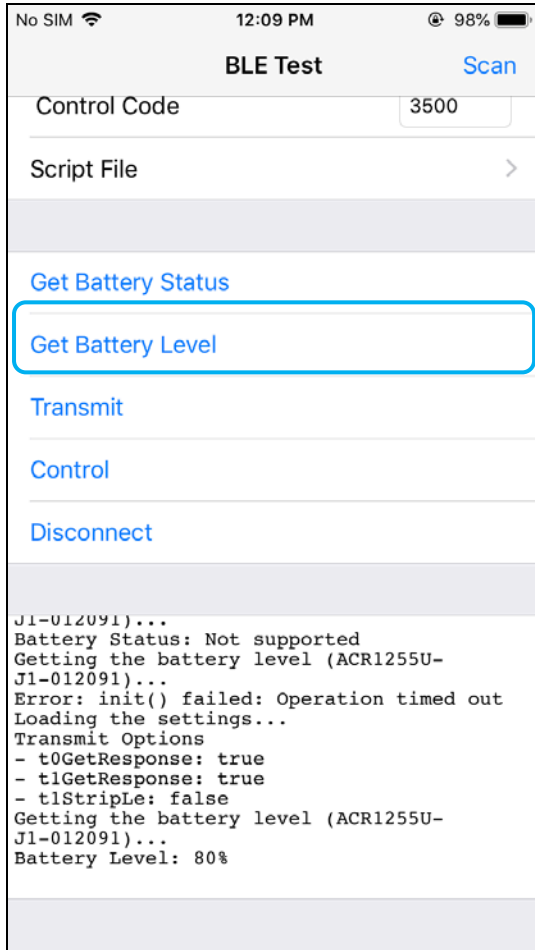 No SIM 12:09 PM 98%
BLE Test Scan
Control Code 3500
Script File
Get Battery Status
Get Battery Level
Transmit
Control
Disconnect
J1-012091)...
Battery Status: Not supported
Getting the battery level (ACR1255U-
J1-012091)...
Error: init() failed: Operation timed out
Loading the settings...
Transmit Options
- t0GetResponse: true
- t1GetResponse: true
- t1StripLe: false
Getting the battery level (ACR1255U-
J1-012091)...
Battery Level: 80%